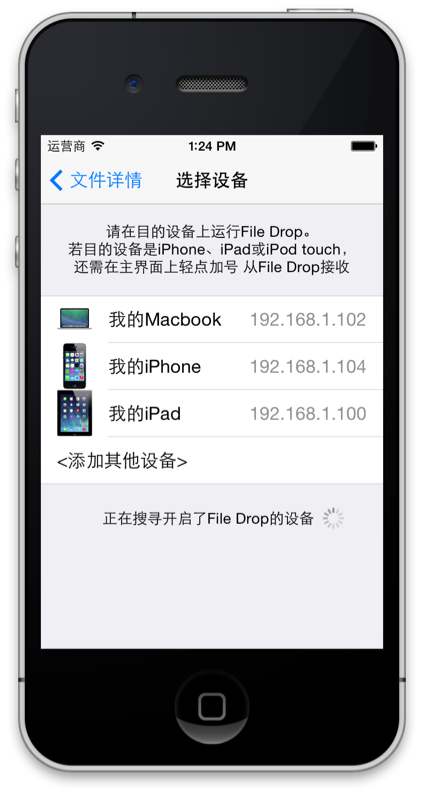 运营商 1:24 PM
文件详情 选择设备
请在目的设备上运行File Drop。
若目的设备是iPhone、iPad或iPod touch，
还需在主界面上轻点加号 从File Drop接收
我的Macbook 192.168.1.102
我的iPhone 192.168.1.104
我的iPad 192.168.1.100
<添加其他设备>
正在搜寻开启了File Drop的设备